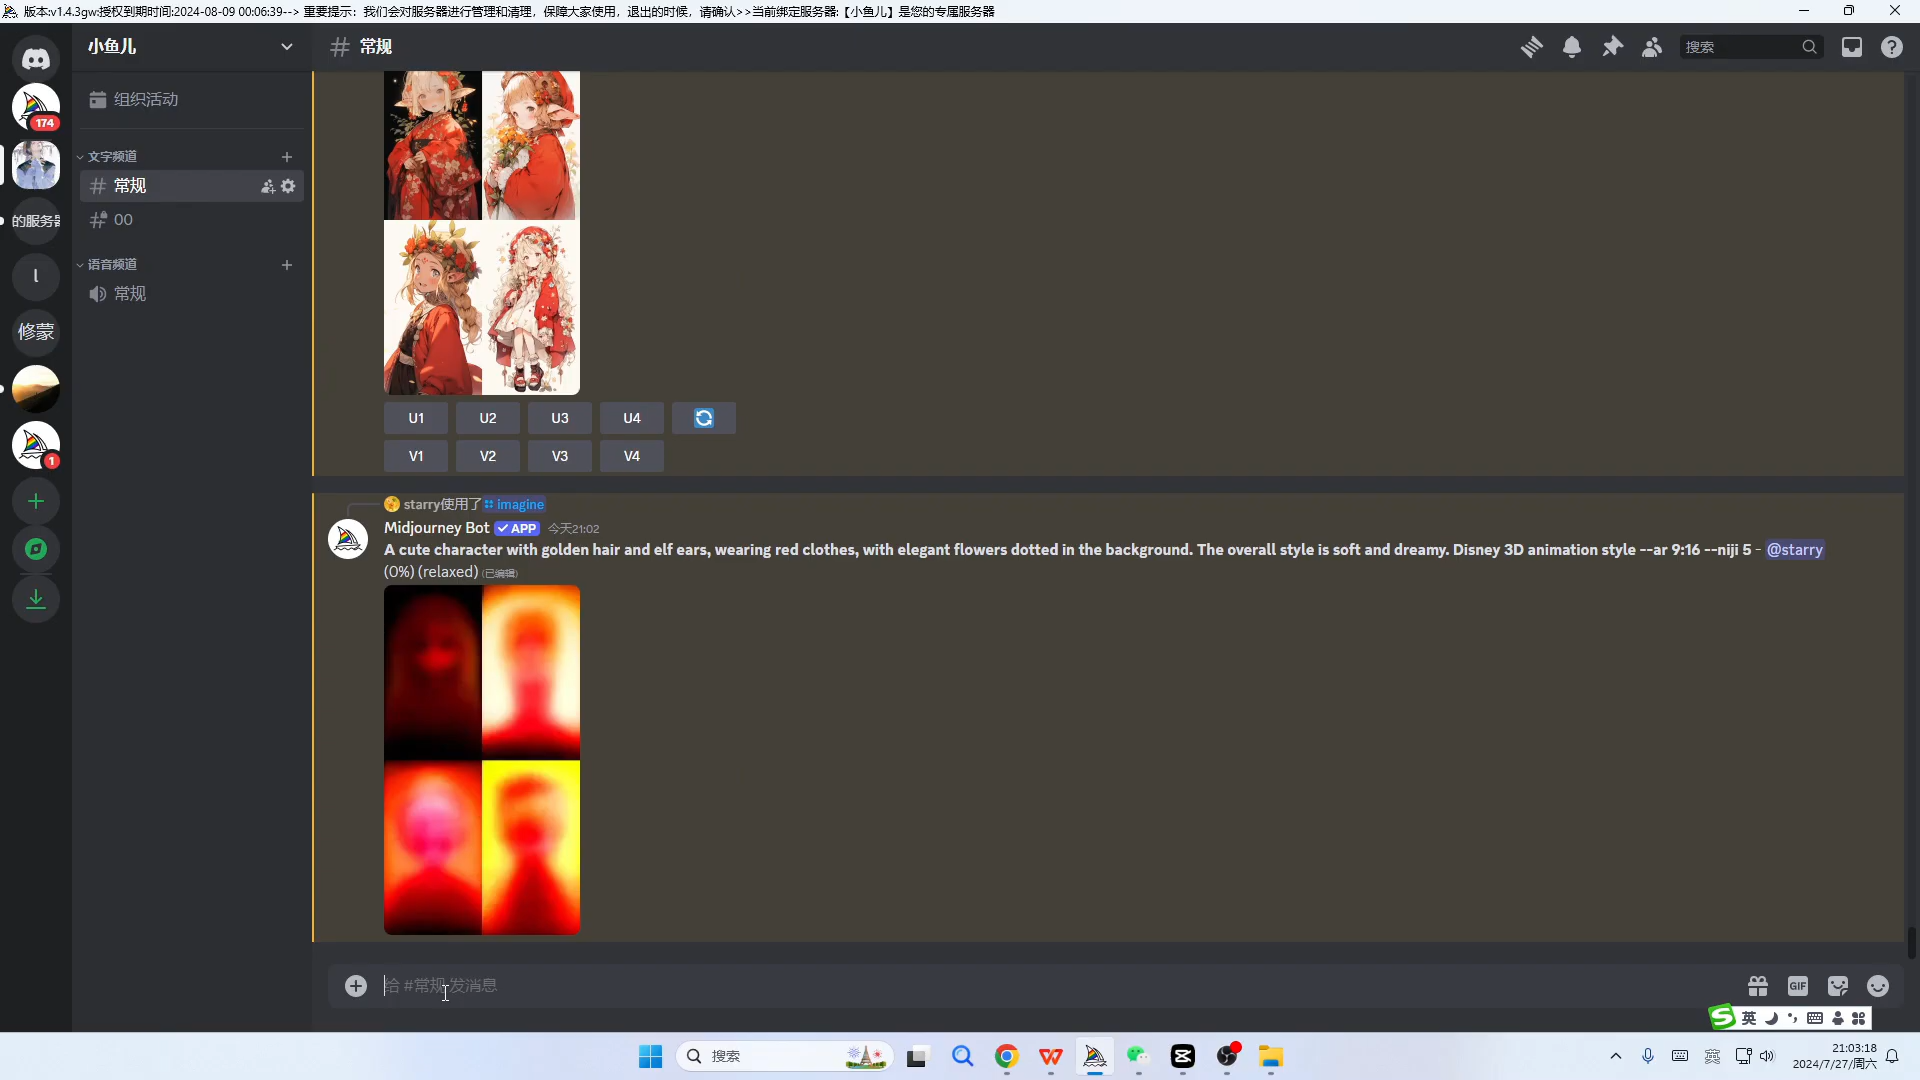 版本:v1.4.3gw:授权到期时间:2024-08-09 00:06:39--> 重要提示：我们会对服务器进行管理和清理，保障大家使用，退出的时候，请确认>>当前绑定服务器:【小鱼儿】是您的专属服务器
小鱼儿
常规
搜索
174
组织活动
文字频道
常规
00
的服务器
语音频道
l
常规
修蒙
1
U1 U2 U3 U4
V1 V2 V3 V4
starry使用了 imagine
Midjourney Bot APP 今天21:02
A cute character with golden hair and elf ears, wearing red clothes, with elegant flowers dotted in the background. The overall style is soft and dreamy. Disney 3D animation style --ar 9:16 --niji 5 - @starry
(0%) (relaxed) (已编辑)
给 #常规 发消息
GIF
英
搜索
英
21:03:18
2024/7/27/周六